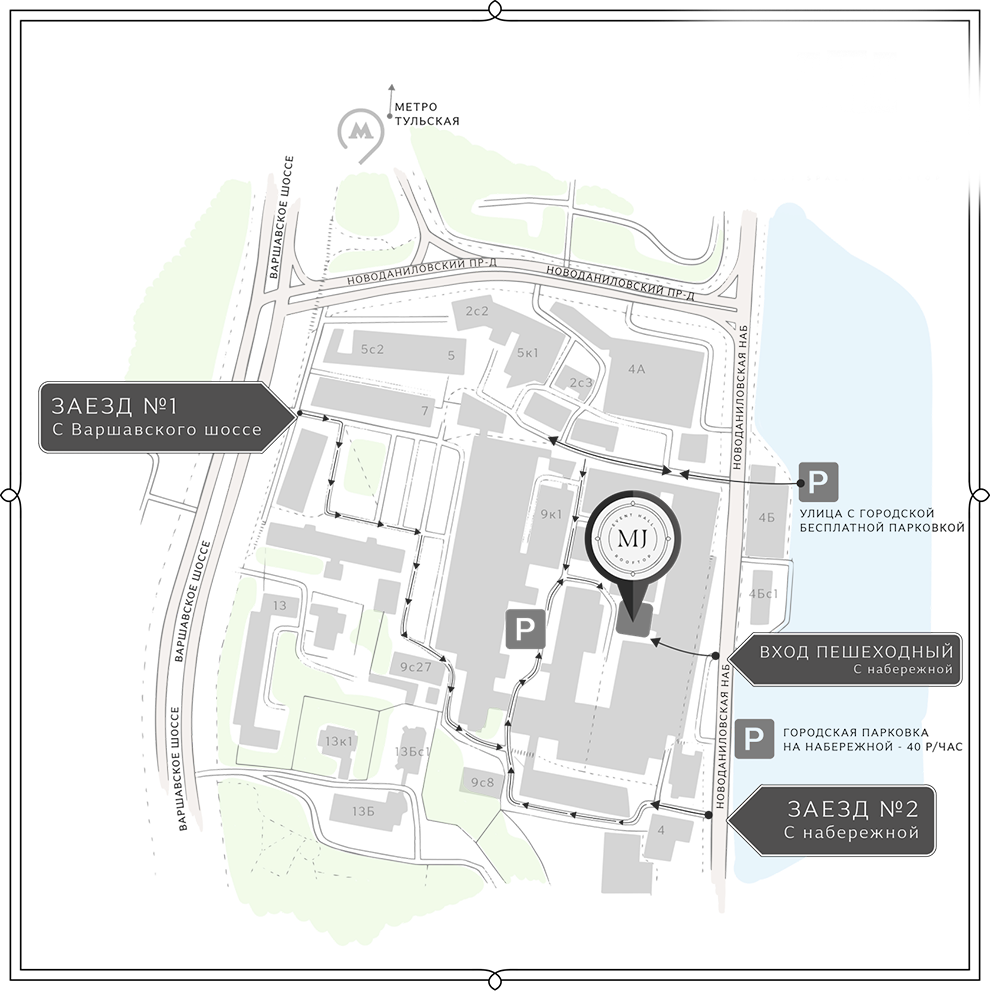 МЕТРО
ТУЛЬСКАЯ
М
ВАРШАВСКОЕ ШОССЕ
НОВОДАНИЛОВСКИЙ ПР-Д
НОВОДАНИЛОВСКИЙ ПР-Д
2с2
5с2
5
5к1
4А
2с3
7
НОВОДАНИЛОВСКАЯ НАБ
ЗАЕЗД №1
С Варшавского шоссе
P
УЛИЦА С ГОРОДСКОЙ
БЕСПЛАТНОЙ ПАРКОВКОЙ
9к1
4Б
EVENT HALL
MJ
ROOFTOP
ВАРШАВСКОЕ ШОССЕ
4Бс1
13
P
9с27
ВХОД ПЕШЕХОДНЫЙ
С набережной
НОВОДАНИЛОВСКАЯ НАБ
13к1
13Бс1
P
ГОРОДСКАЯ ПАРКОВКА
НА НАБЕРЕЖНОЙ - 40 Р/ЧАС
ВАРШАВСКОЕ ШОССЕ
9с8
13Б
ЗАЕЗД №2
С набережной
4